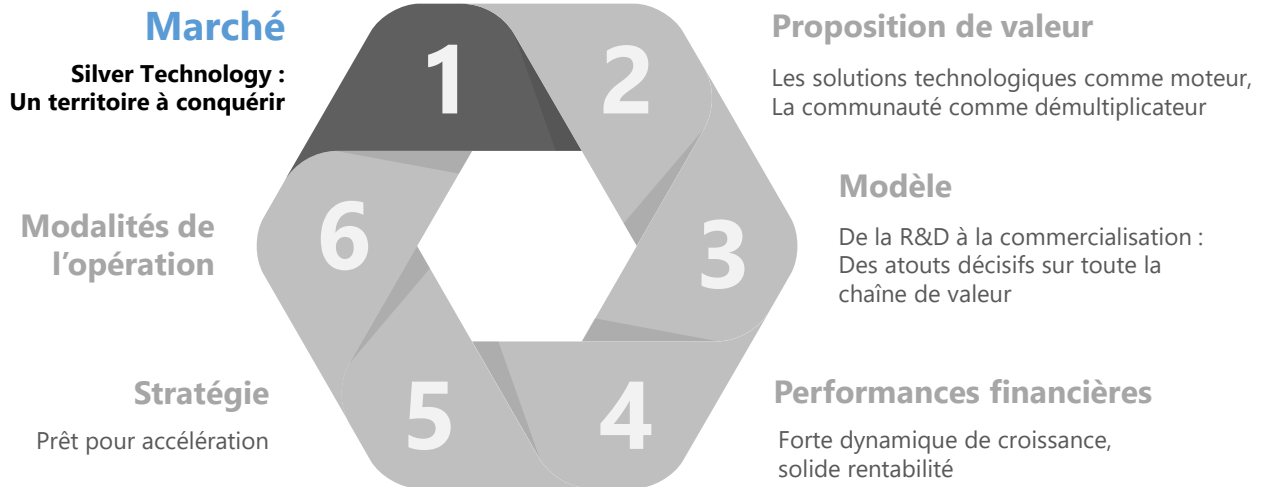 Marché
Silver Technology :
Un territoire à conquérir
1
2
Proposition de valeur
Les solutions technologiques comme moteur,
La communauté comme démultiplicateur
3
Modèle
De la R&D à la commercialisation :
Des atouts décisifs sur toute la
chaîne de valeur
4
Performances financières
Forte dynamique de croissance,
solide rentabilité
5
Stratégie
Prêt pour accélération
6
Modalités de
l’opération